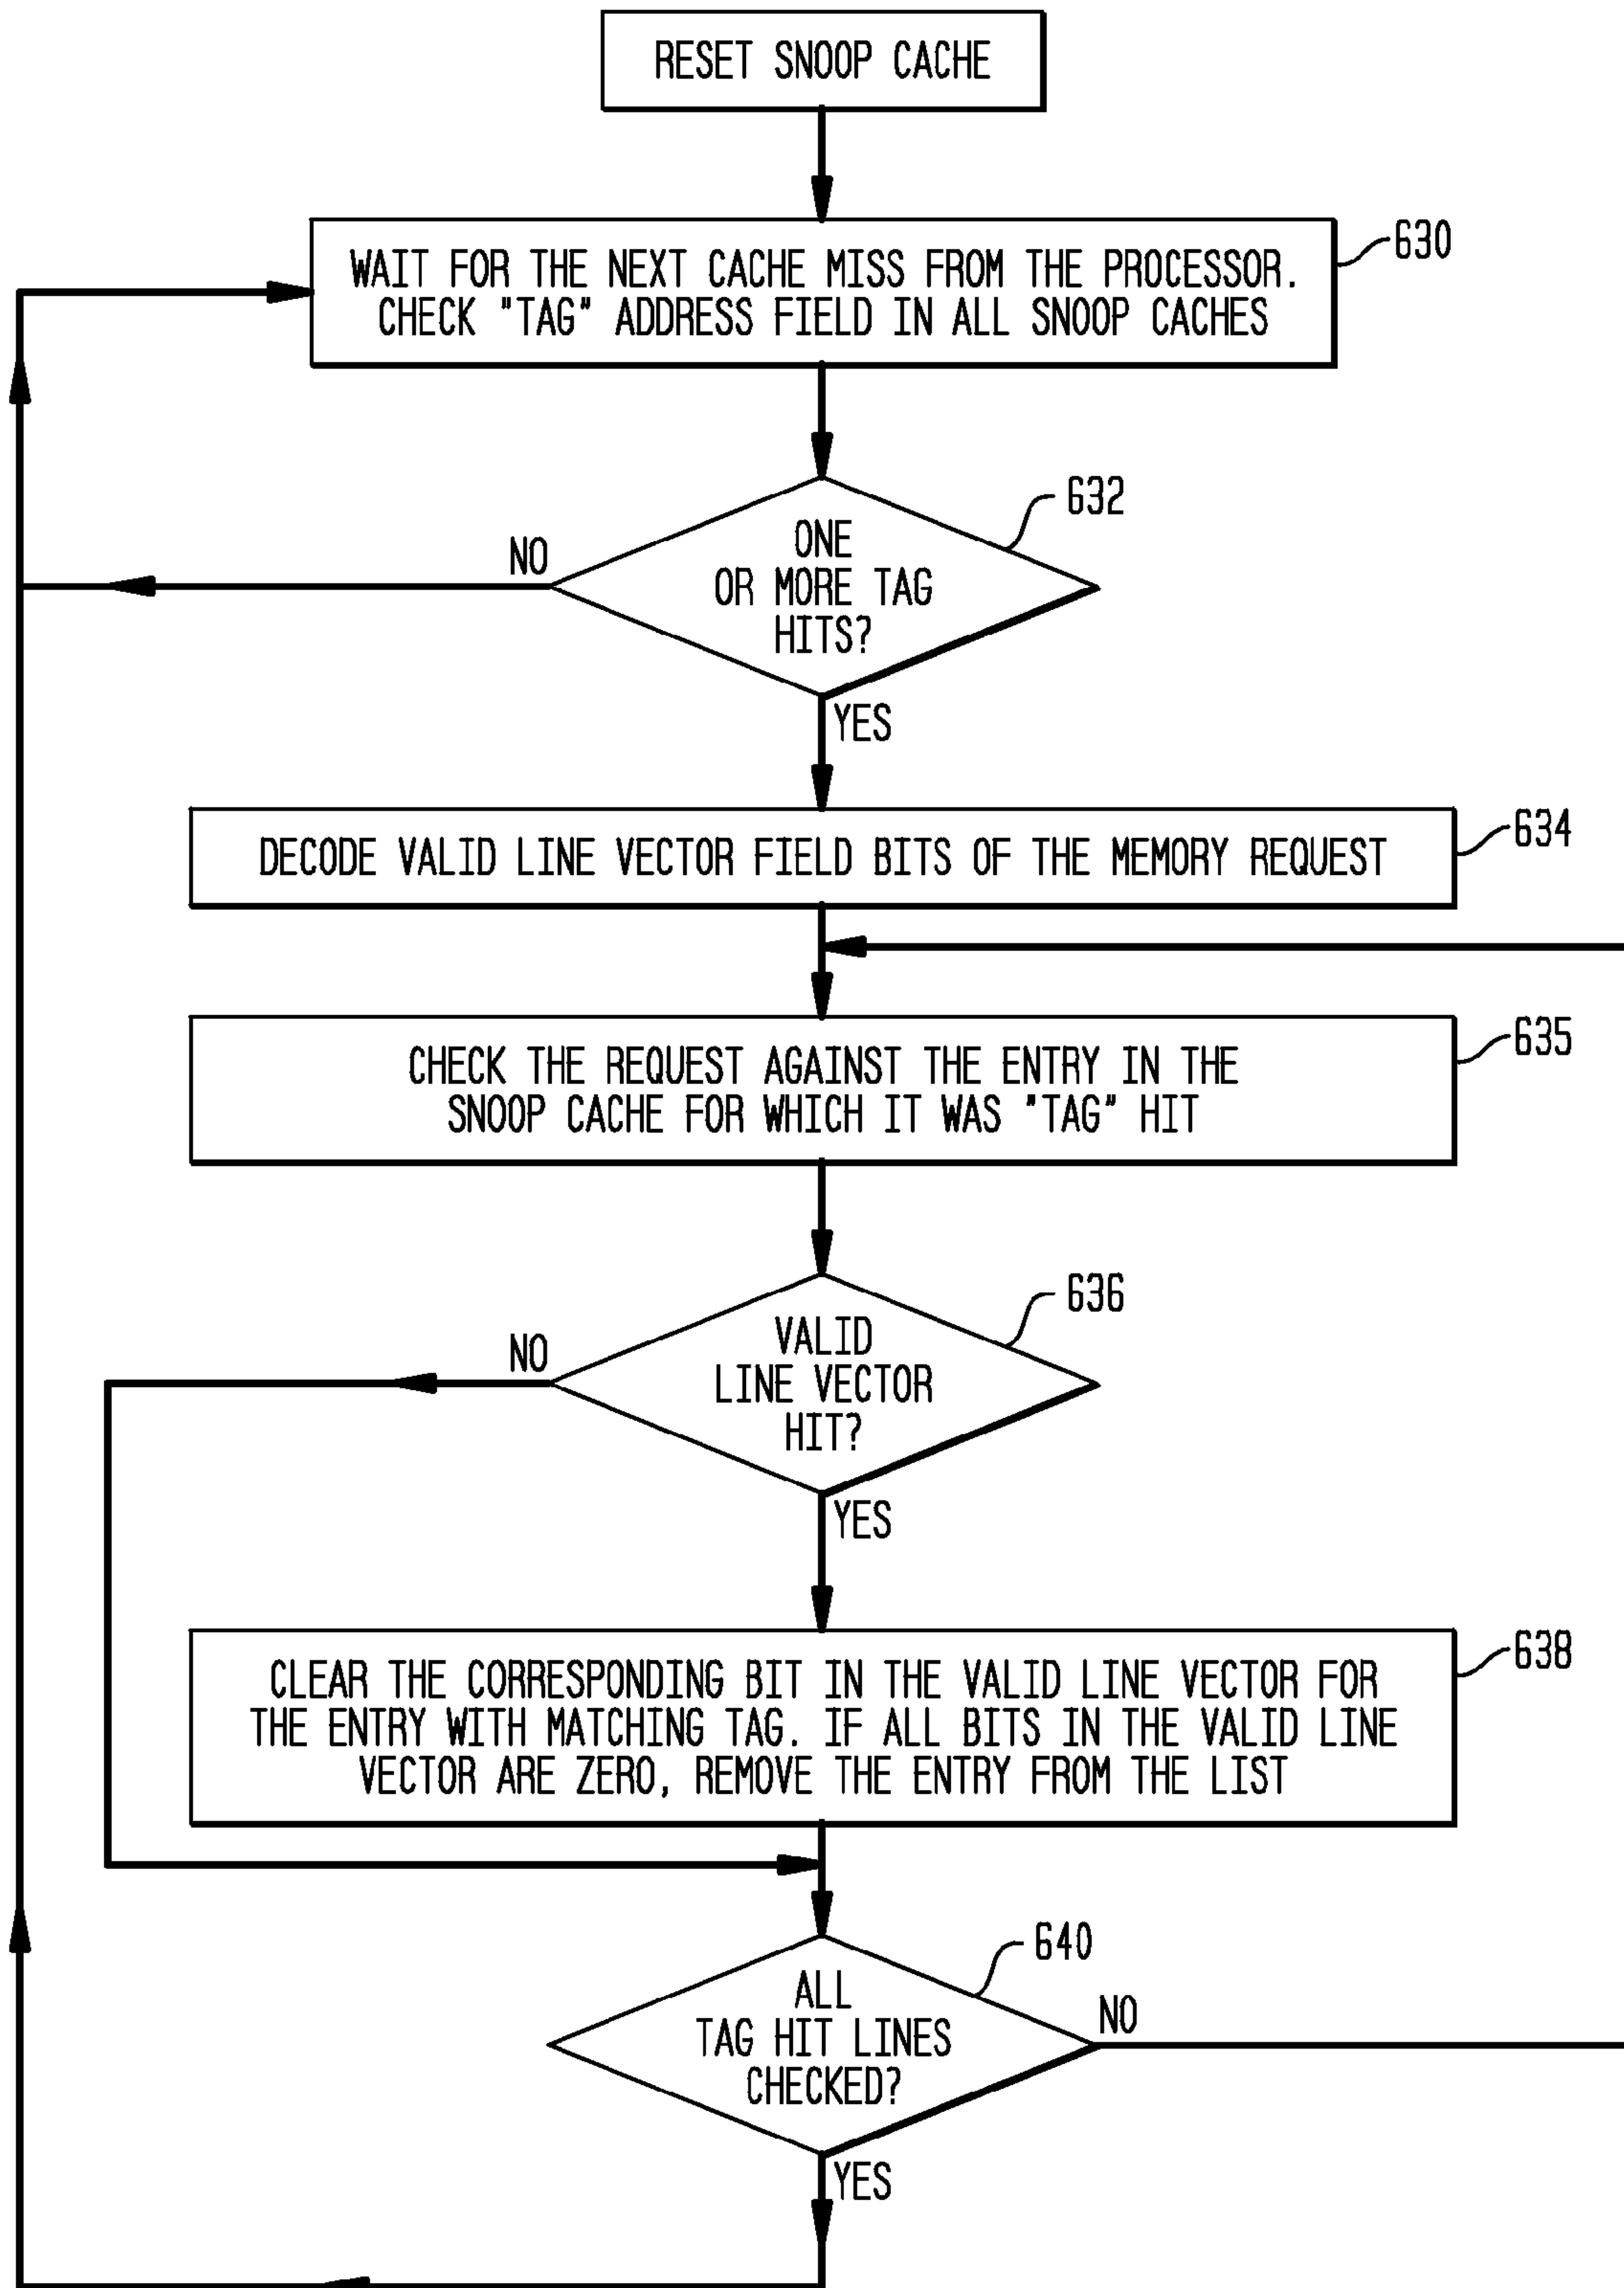 RESET SNOOP CACHE
WAIT FOR THE NEXT CACHE MISS FROM THE PROCESSOR.
CHECK "TAG" ADDRESS FIELD IN ALL SNOOP CACHES
630
632
ONE
OR MORE TAG
HITS?
NO
YES
DECODE VALID LINE VECTOR FIELD BITS OF THE MEMORY REQUEST
634
CHECK THE REQUEST AGAINST THE ENTRY IN THE
SNOOP CACHE FOR WHICH IT WAS "TAG" HIT
635
636
VALID
LINE VECTOR
HIT?
NO
YES
CLEAR THE CORRESPONDING BIT IN THE VALID LINE VECTOR FOR
THE ENTRY WITH MATCHING TAG. IF ALL BITS IN THE VALID LINE
VECTOR ARE ZERO, REMOVE THE ENTRY FROM THE LIST
638
640
ALL
TAG HIT LINES
CHECKED?
NO
YES